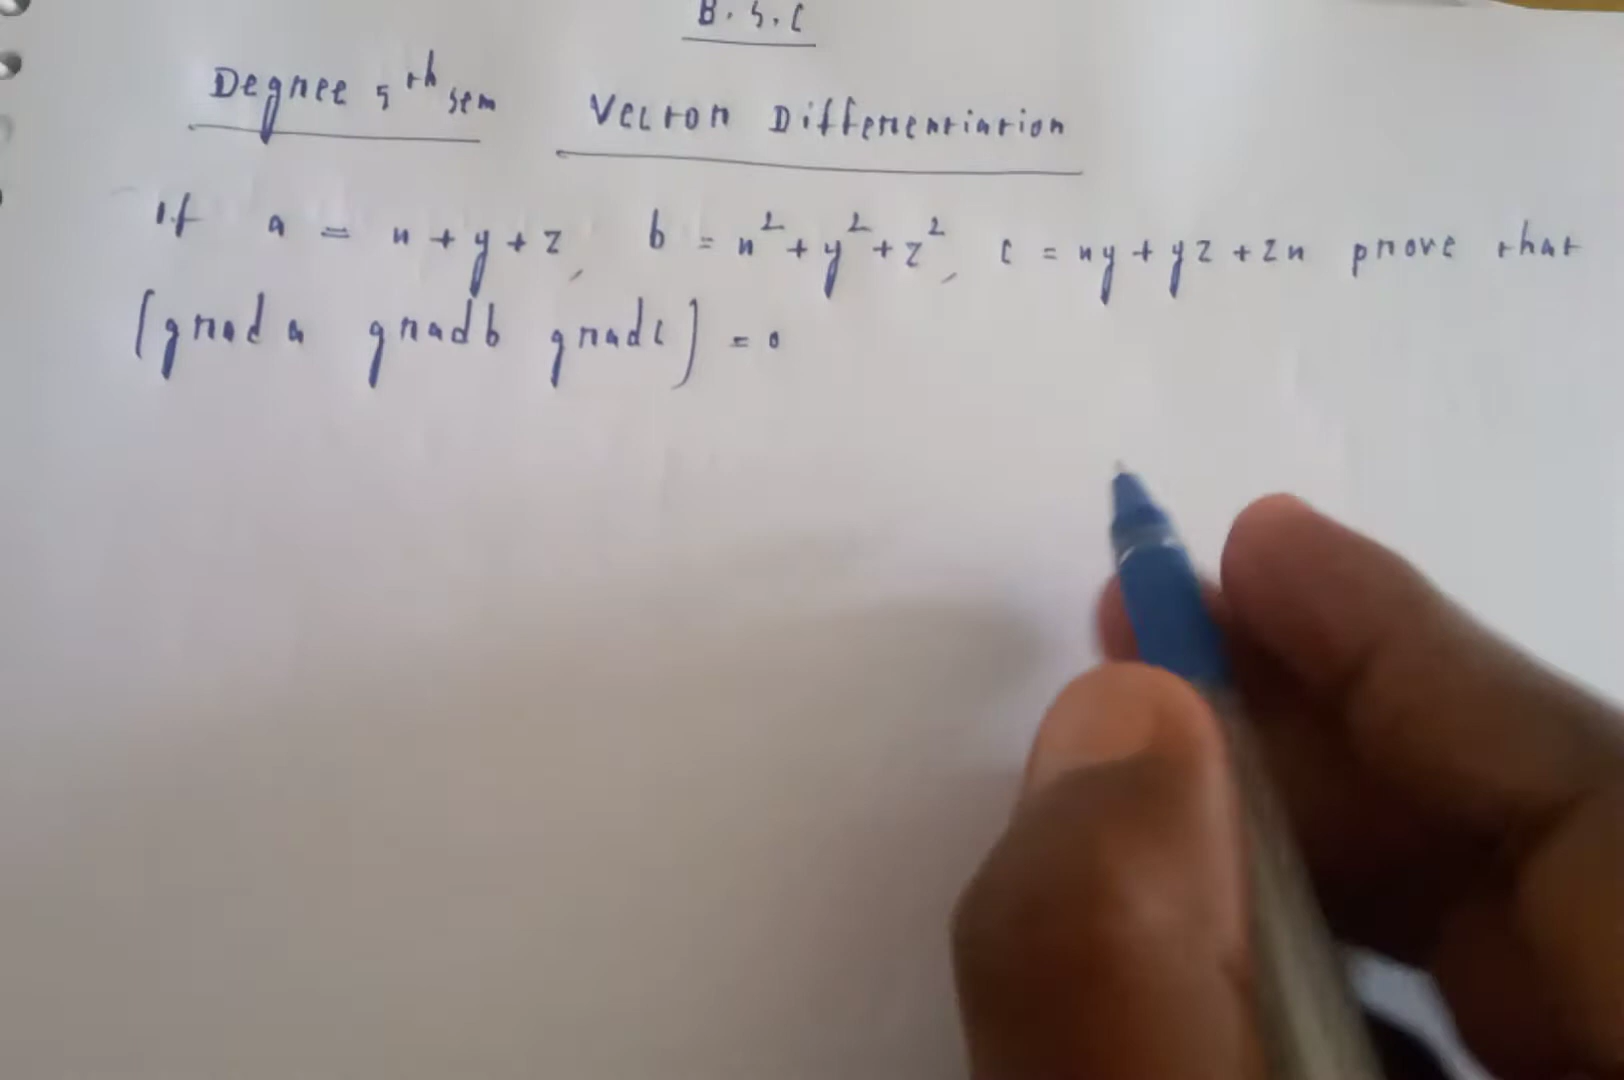 B.S.C
Degree 5th sem Vector Differentiation
If a = x + y + z, b = x² + y² + z², c = xy + yz + zx prove that
[grad a grad b grad c] = 0